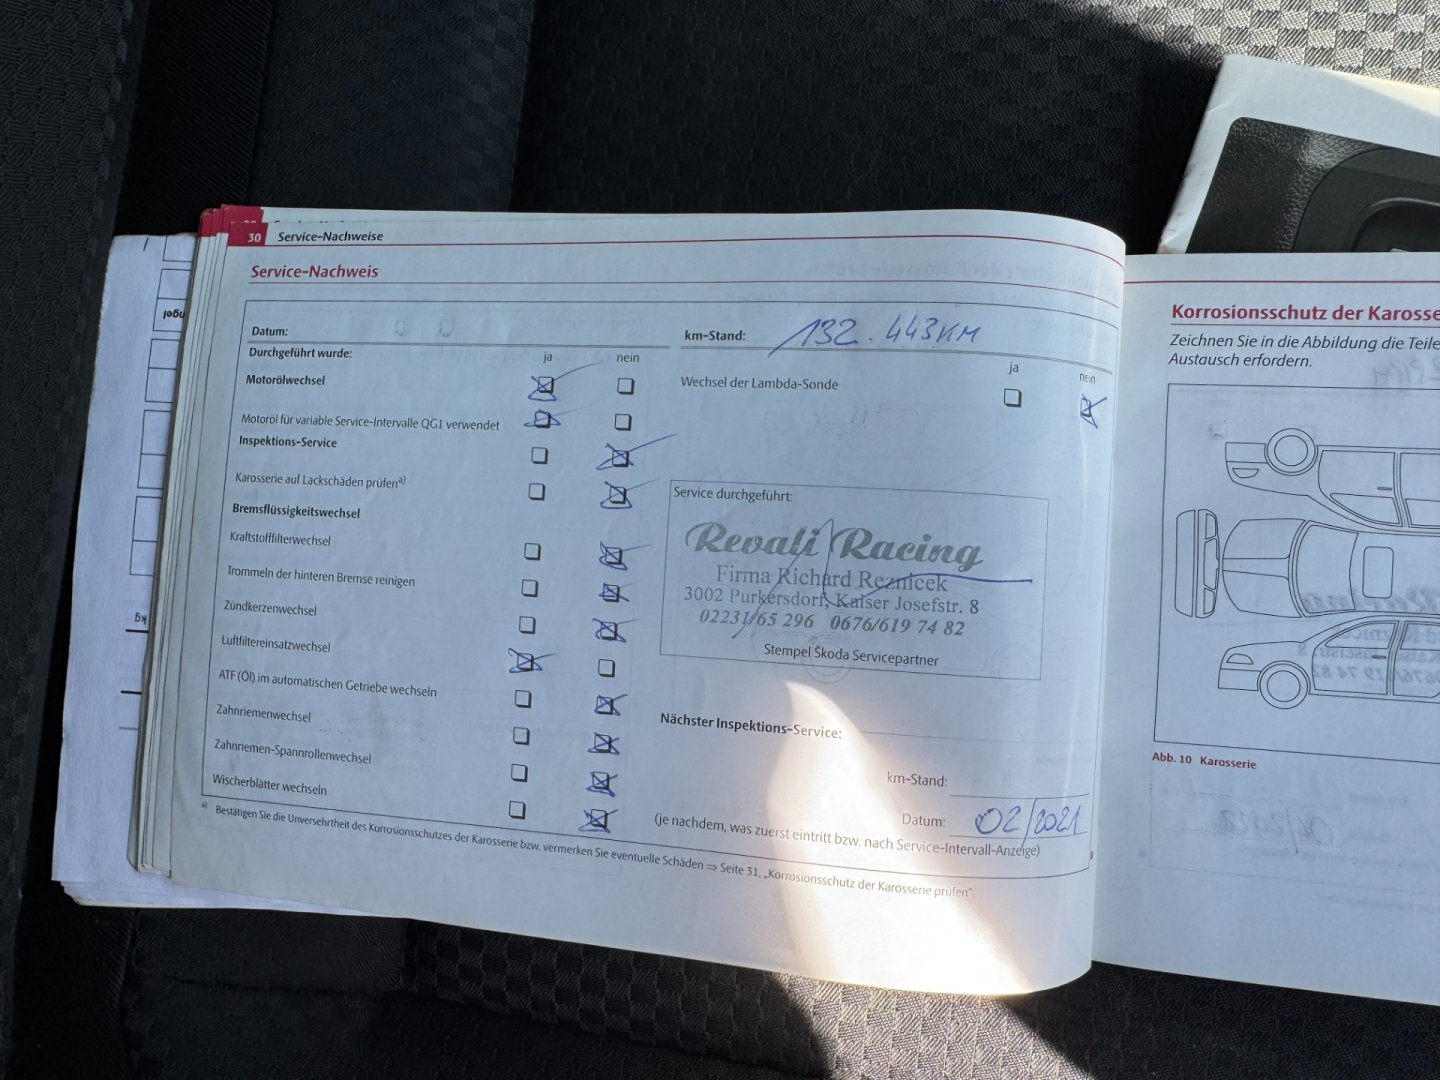 30 Service-Nachweise
Service-Nachweis
Datum:
km-Stand: 132.443KM
Durchgeführt wurde:
ja nein
Motorölwechsel
Motoröl für variable Service-Intervalle QG1 verwendet
Inspektions-Service
Karosserie auf Lackschäden prüfen a)
Bremsflüssigkeitswechsel
Kraftstofffilterwechsel
Trommeln der hinteren Bremse reinigen
Zündkerzenwechsel
Luftfiltereinsatzwechsel
ATF (Öl) im automatischen Getriebe wechseln
Zahnriemenwechsel
Zahnriemen-Spannrollenwechsel
Wischerblätter wechseln
ja nein
Wechsel der Lambda-Sonde
Service durchgeführt:
Revali Racing
Firma Richard Reznicek
3002 Purkersdorf, Kaiser Josefstr. 8
02231/65 296 0676/619 74 82
Stempel Škoda Servicepartner
Nächster Inspektions-Service:
km-Stand:
Datum: 02/2021
(je nachdem, was zuerst eintritt bzw. nach Service-Intervall-Anzeige)
a) Bestätigen Sie die Unversehrtheit des Korrosionsschutzes der Karosserie bzw. vermerken Sie eventuelle Schäden ⇒ Seite 31, „Korrosionsschutz der Karosserie prüfen“.
Korrosionsschutz der Karosse
Zeichnen Sie in die Abbildung die Teile
Austausch erfordern.
Abb. 10 Karosserie
kg